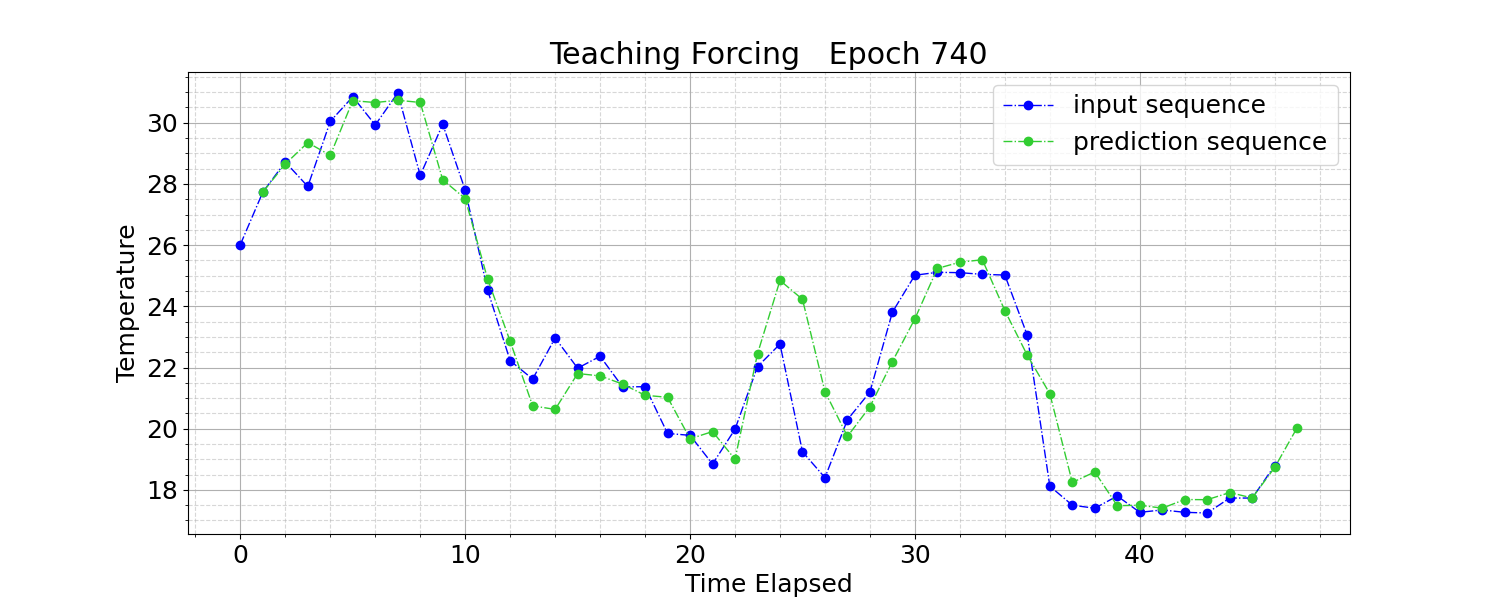 Teaching Forcing   Epoch 740
input sequence
prediction sequence
Temperature
30
28
26
24
22
20
18
0 10 20 30 40
Time Elapsed